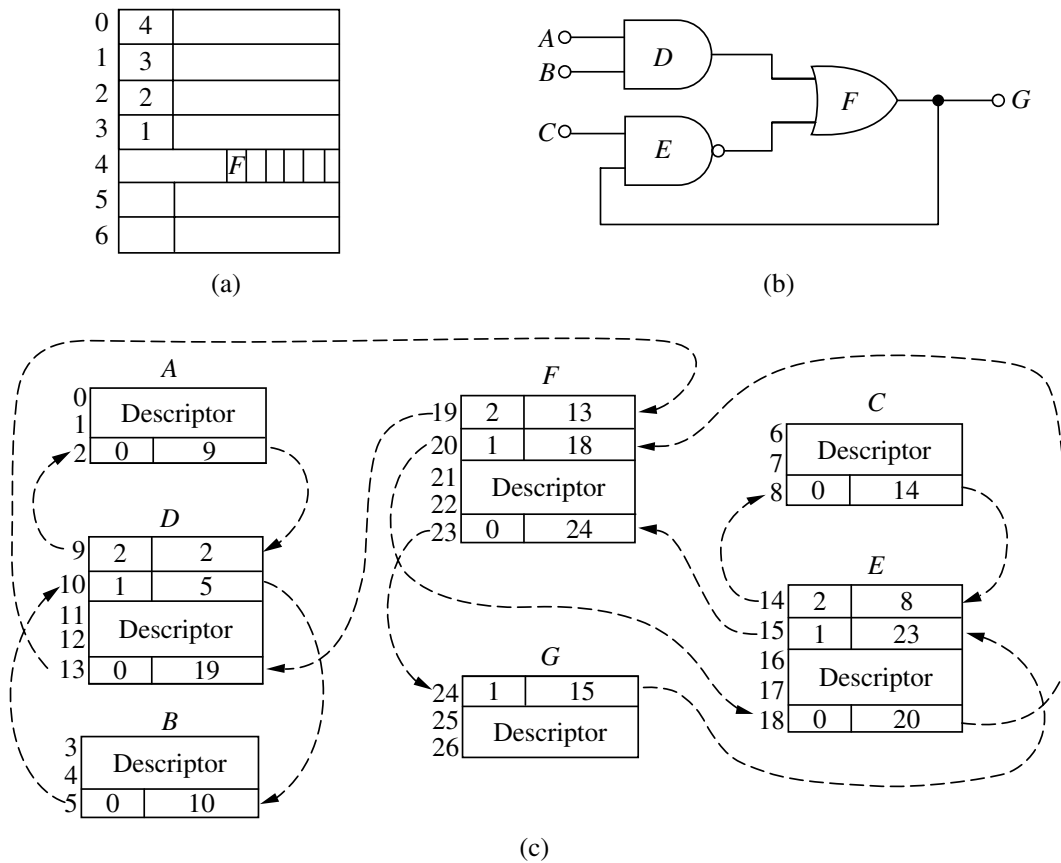 0 4
1 3
2 2
3 1
4 F
5
6
(a)
A
B
C
D
E
F
G
(b)
A
0
1
2
Descriptor
0 9
D
9 2 2
10 1 5
11
12
Descriptor
13 0 19
B
3
4
Descriptor
5 0 10
F
19 2 13
20 1 18
21
22
Descriptor
23 0 24
G
24 1 15
25
26
Descriptor
C
6
7
Descriptor
8 0 14
E
14 2 8
15 1 23
16
17
Descriptor
18 0 20
(c)